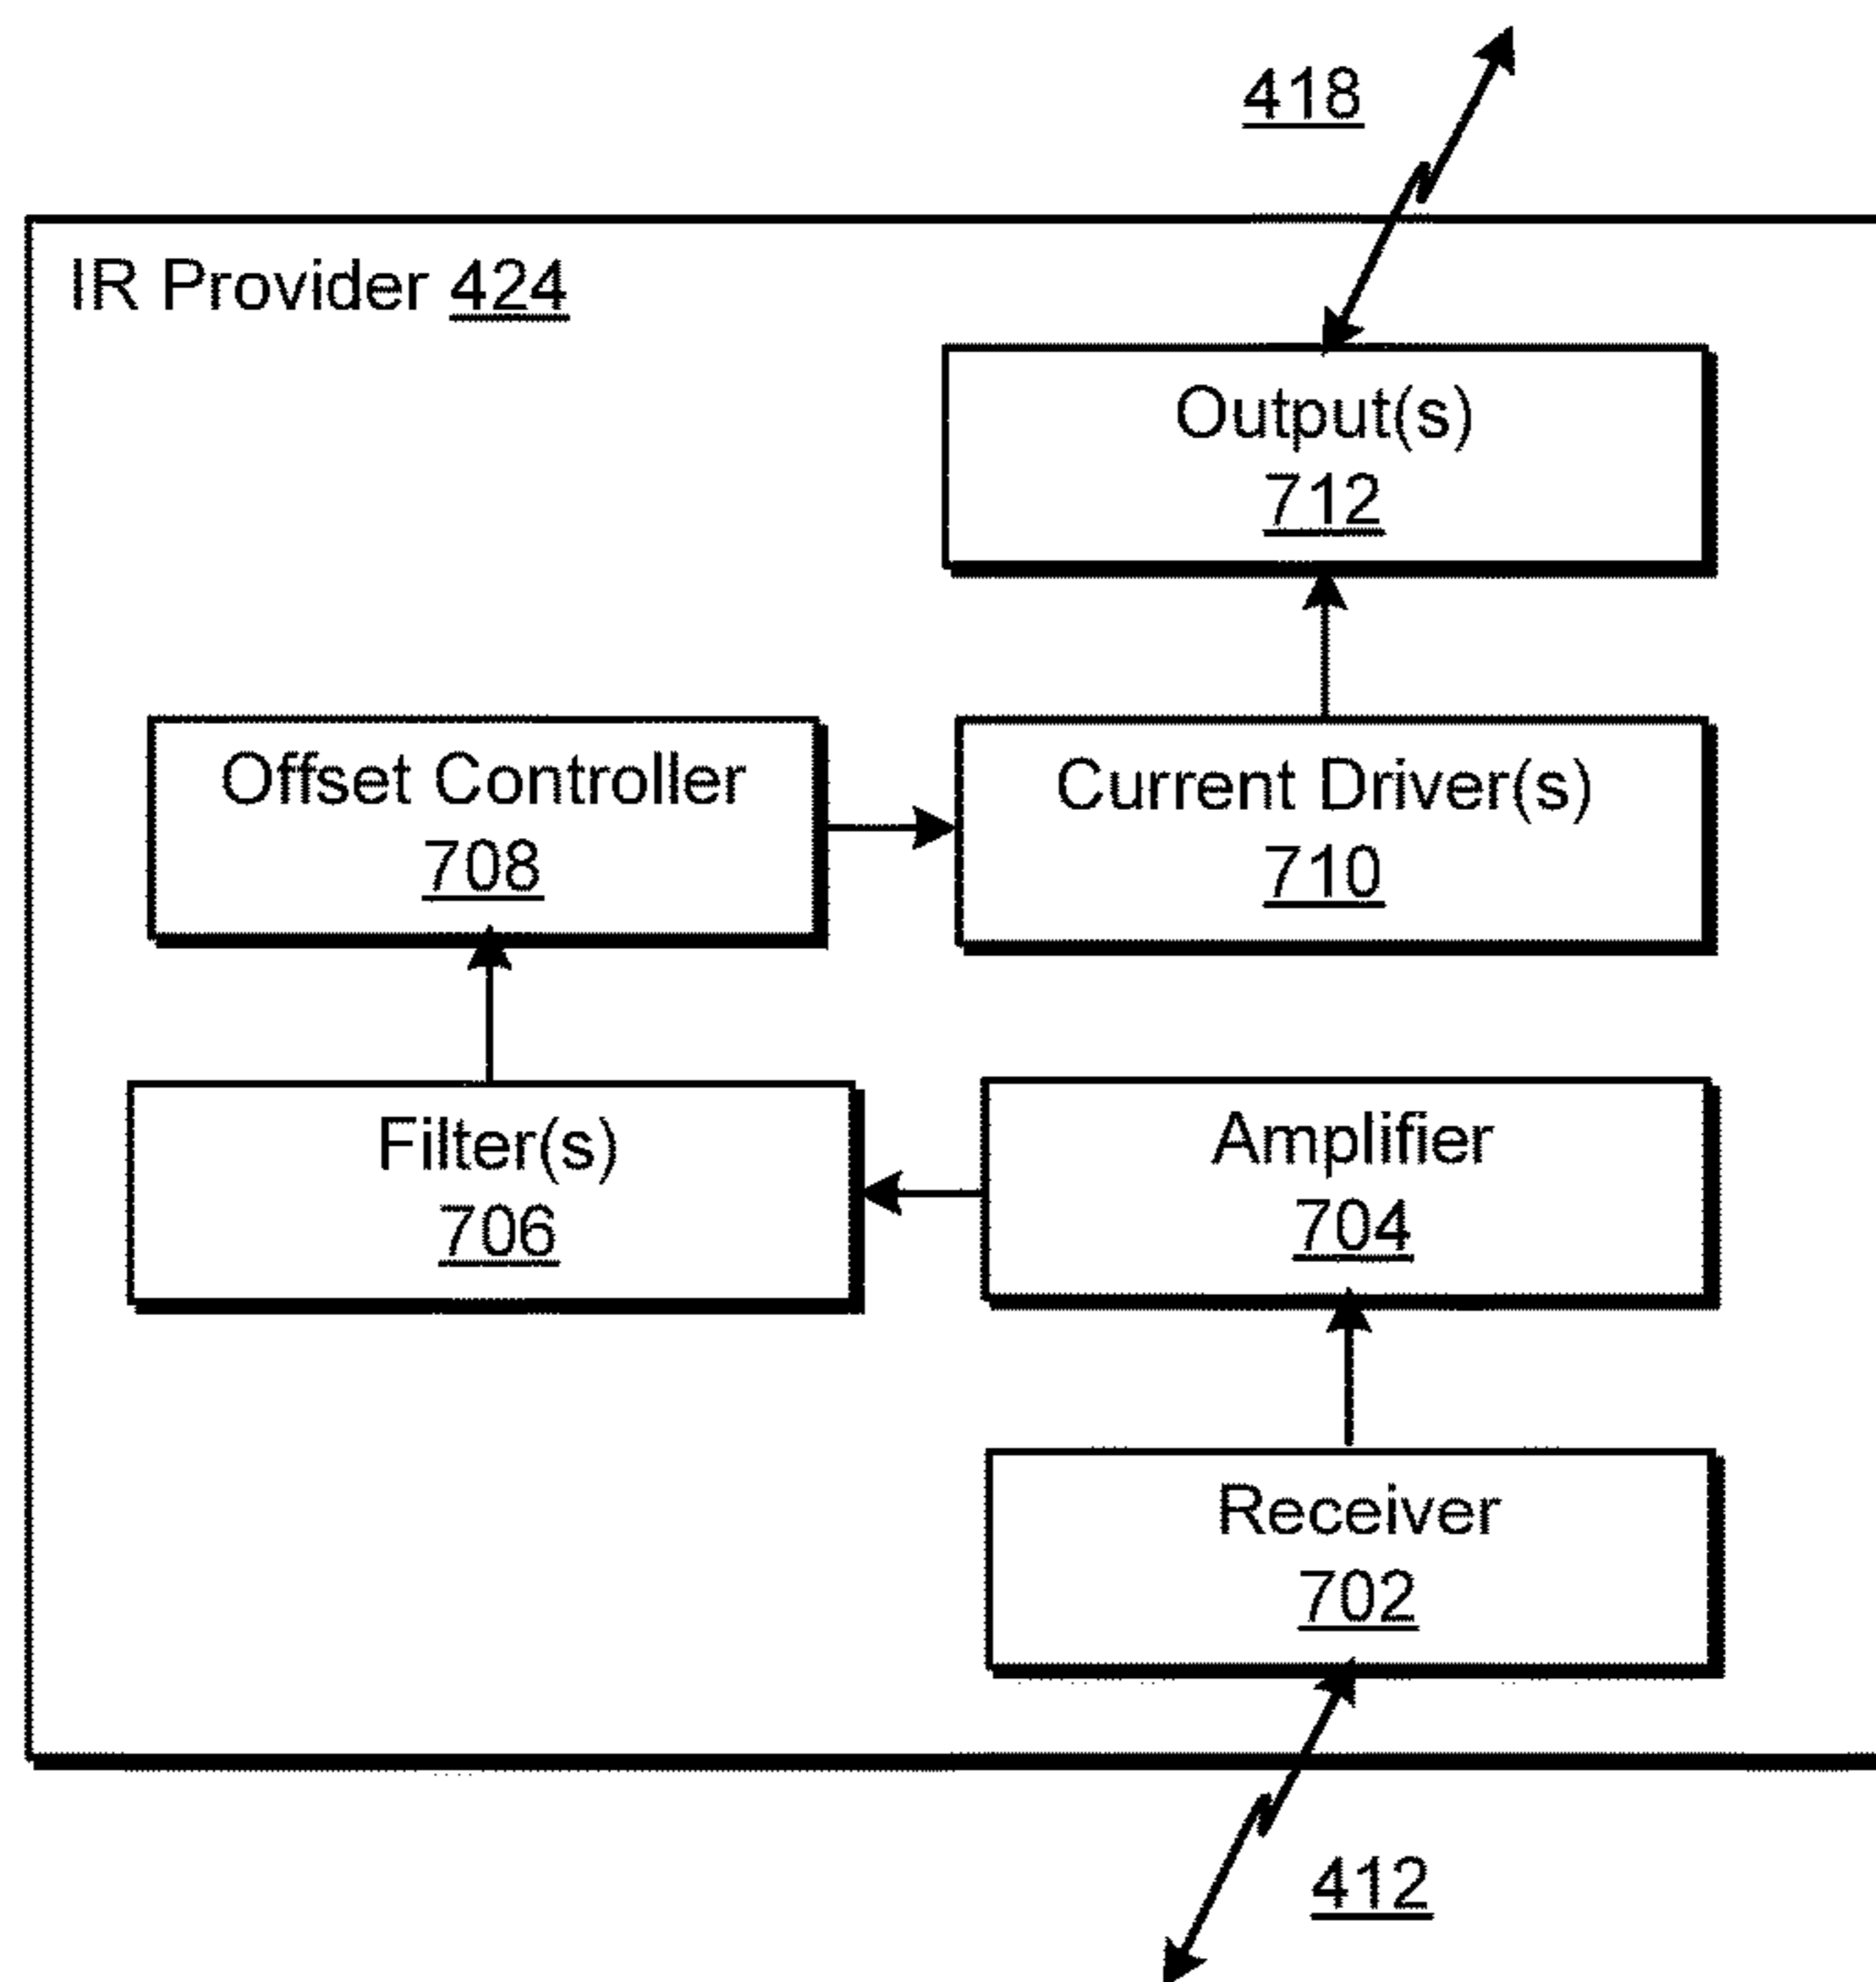 418
IR Provider 424
Output(s)
712
Offset Controller
708
Current Driver(s)
710
Filter(s)
706
Amplifier
704
Receiver
702
412